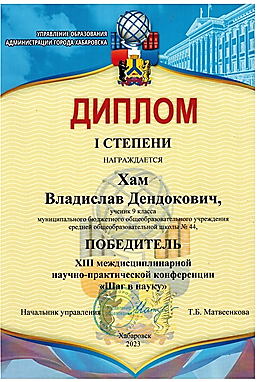 УПРАВЛЕНИЕ ОБРАЗОВАНИЯ
АДМИНИСТРАЦИИ ГОРОДА ХАБАРОВСКА
ДИПЛОМ
I СТЕПЕНИ
НАГРАЖДАЕТСЯ
Хам
Владислав Дендокович,
ученик 9 класса
муниципального бюджетного общеобразовательного учреждения
средней общеобразовательной школы № 44,
ПОБЕДИТЕЛЬ
XIII междисциплинарной
научно-практической конференции
«Шаг в науку»
Начальник управления
Т.Б. Матвеенкова
Хабаровск
2023